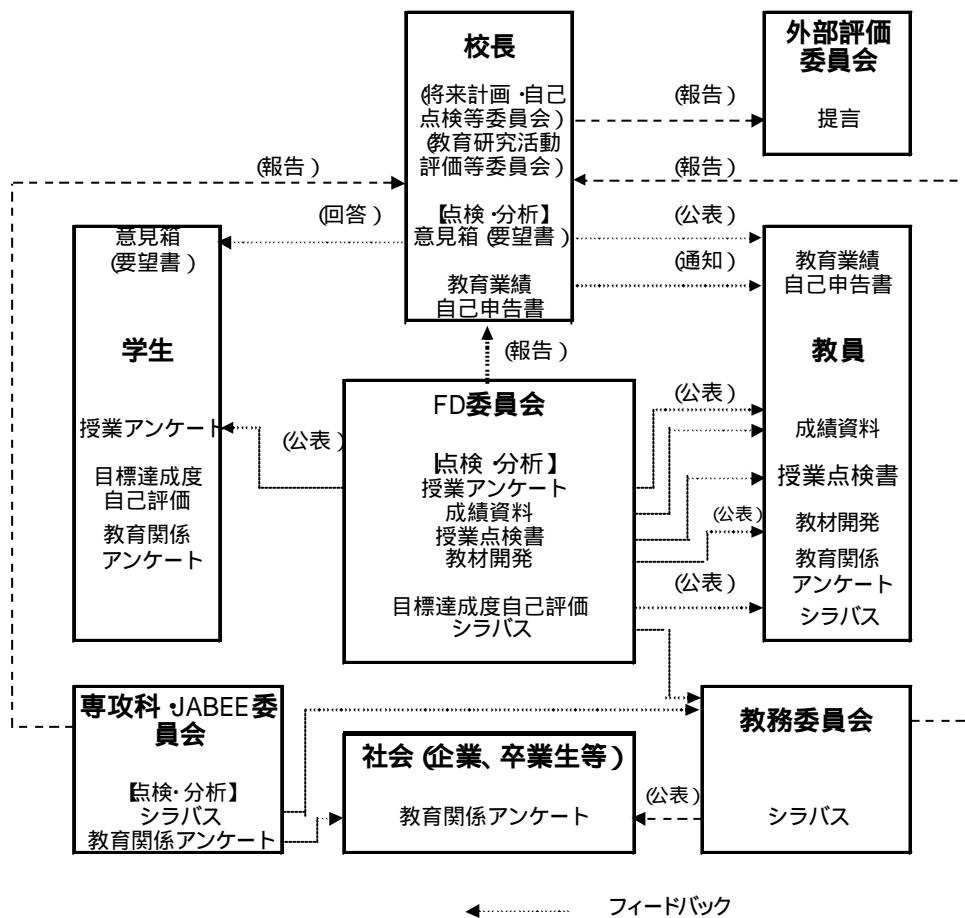 校長
(将来計画・自己
点検等委員会)
(教育研究活動
評価等委員会)
【点検・分析】
意見箱(要望書)
教育業績
自己申告書
外部評価
委員会
提言
(報告)
(報告)
(報告)
(回答)
(公表)
(通知)
意見箱
(要望書)
学生
授業アンケート
目標達成度
自己評価
教育関係
アンケート
(公表)
(報告)
FD委員会
【点検・分析】
授業アンケート
成績資料
授業点検書
教材開発
目標達成度自己評価
シラバス
(公表)
(公表)
(公表)
教育業績
自己申告書
教員
成績資料
授業点検書
教材開発
教育関係
アンケート
シラバス
専攻科・JABEE委
員会
【点検・分析】
シラバス
教育関係アンケート
社会(企業、卒業生等)
教育関係アンケート
(公表)
教務委員会
シラバス
フィードバック